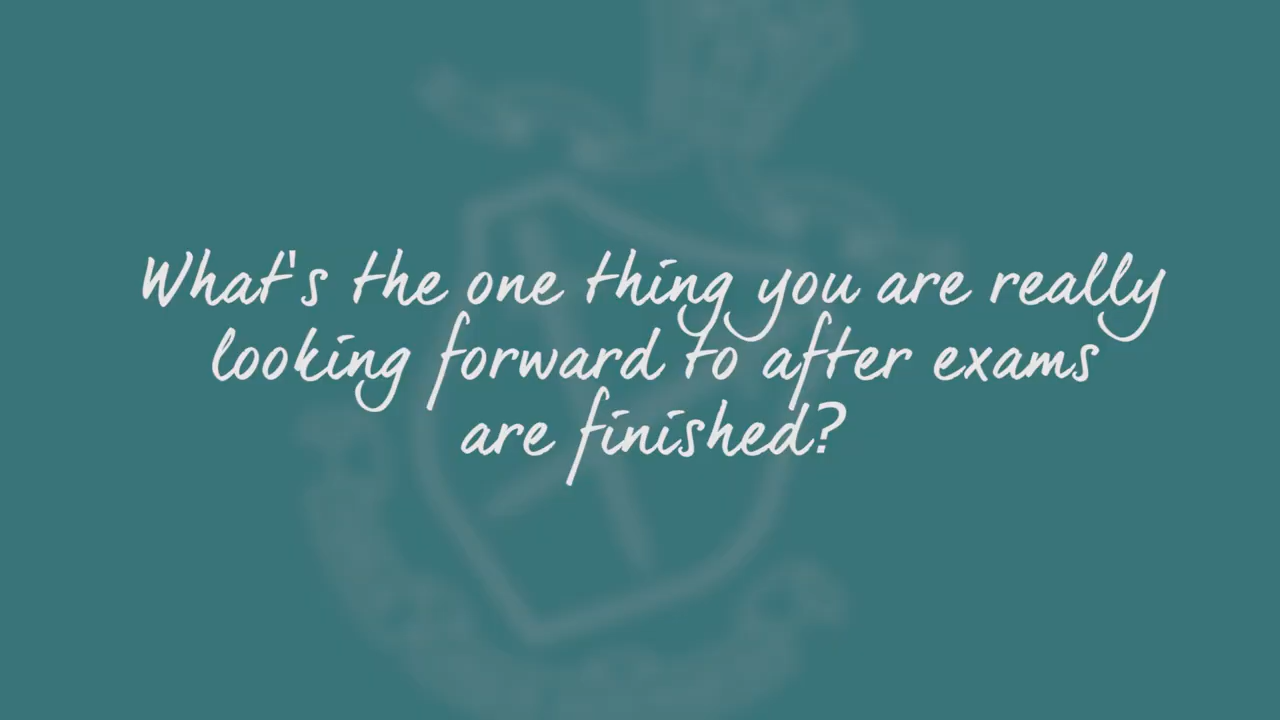 What's the one thing you are really
looking forward to after exams
are finished?